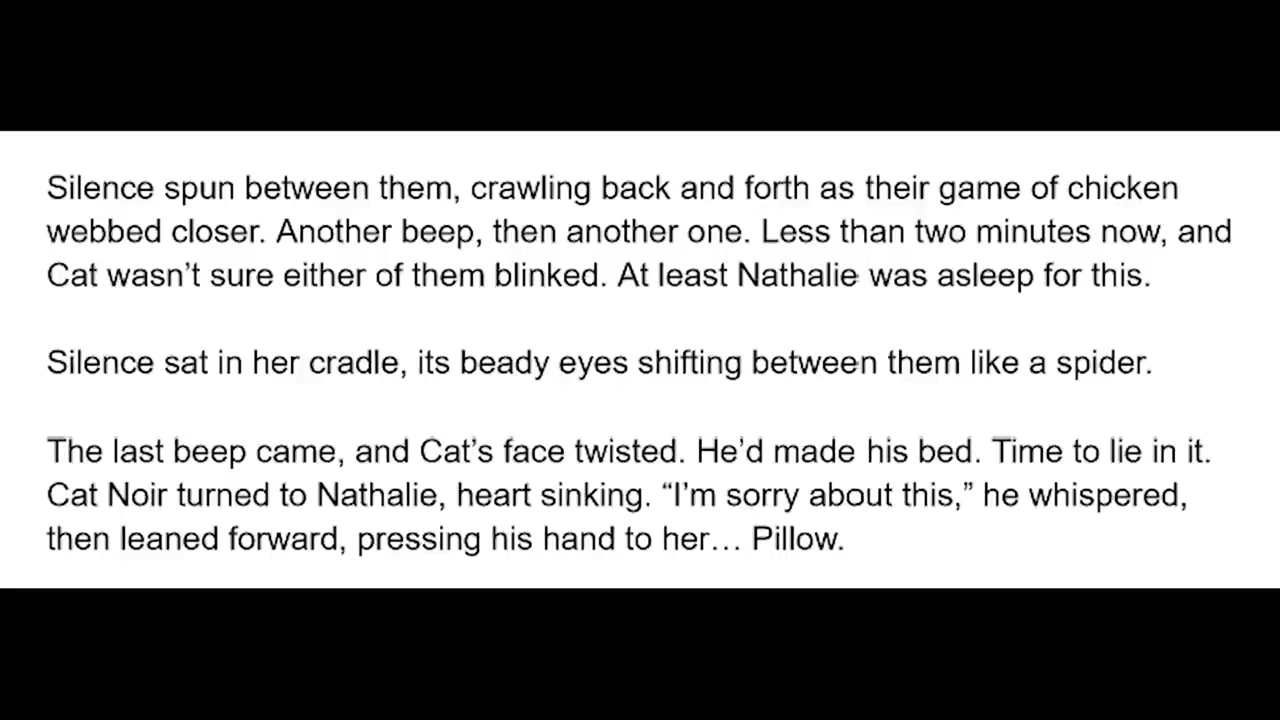 Silence spun between them, crawling back and forth as their game of chicken
webbed closer. Another beep, then another one. Less than two minutes now, and
Cat wasn’t sure either of them blinked. At least Nathalie was asleep for this.
Silence sat in her cradle, its beady eyes shifting between them like a spider.
The last beep came, and Cat’s face twisted. He’d made his bed. Time to lie in it.
Cat Noir turned to Nathalie, heart sinking. “I’m sorry about this,” he whispered,
then leaned forward, pressing his hand to her… Pillow.